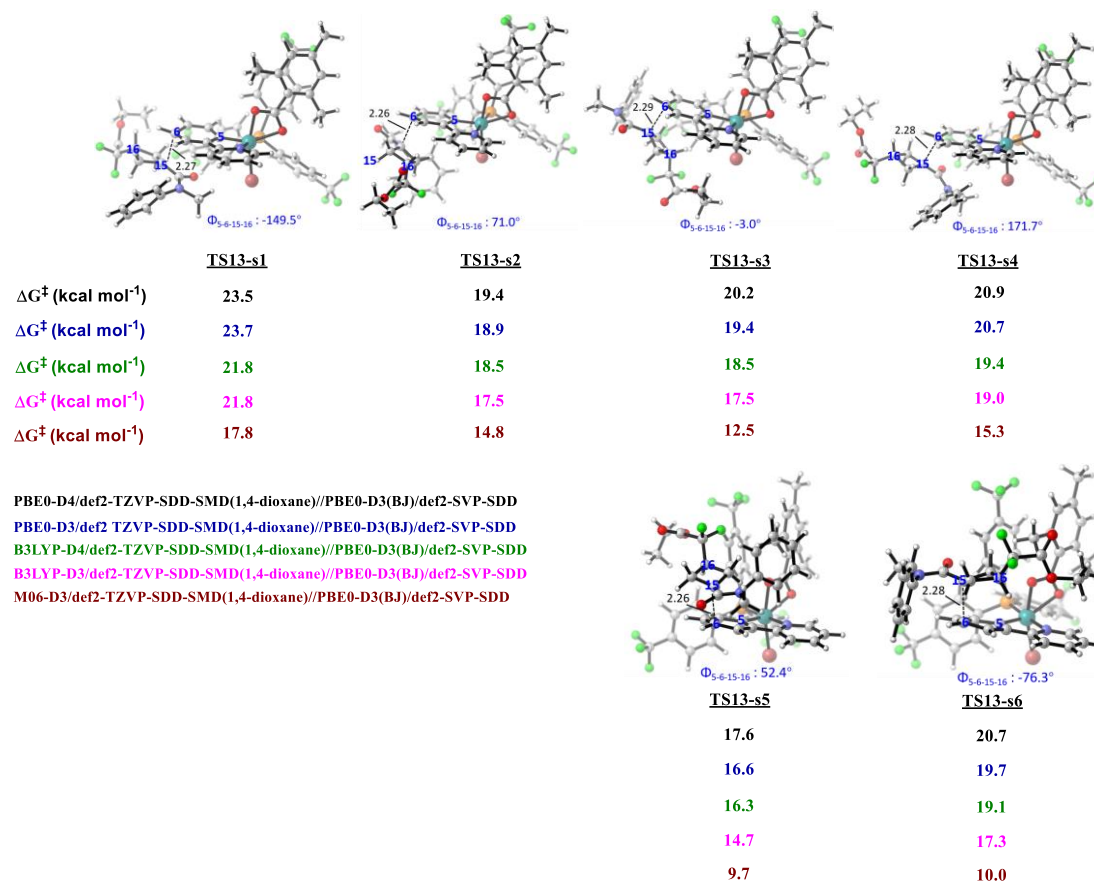 6 5 16 15 2.27
2.26 6 5 15 16
2.29 6 15 5 16
2.28 6 5 16 15
Φ5-6-15-16 : -149.5° Φ5-6-15-16 : 71.0° Φ5-6-15-16 : -3.0° Φ5-6-15-16 : 171.7°
TS13-s1 TS13-s2 TS13-s3 TS13-s4
ΔG‡ (kcal mol-1) 23.5 19.4 20.2 20.9
ΔG‡ (kcal mol-1) 23.7 18.9 19.4 20.7
ΔG‡ (kcal mol-1) 21.8 18.5 18.5 19.4
ΔG‡ (kcal mol-1) 21.8 17.5 17.5 19.0
ΔG‡ (kcal mol-1) 17.8 14.8 12.5 15.3
PBE0-D4/def2-TZVP-SDD-SMD(1,4-dioxane)//PBE0-D3(BJ)/def2-SVP-SDD
PBE0-D3/def2 TZVP-SDD-SMD(1,4-dioxane)//PBE0-D3(BJ)/def2-SVP-SDD
B3LYP-D4/def2-TZVP-SDD-SMD(1,4-dioxane)//PBE0-D3(BJ)/def2-SVP-SDD
B3LYP-D3/def2-TZVP-SDD-SMD(1,4-dioxane)//PBE0-D3(BJ)/def2-SVP-SDD
M06-D3/def2-TZVP-SDD-SMD(1,4-dioxane)//PBE0-D3(BJ)/def2-SVP-SDD
16 15 2.26 6 5
15 16 2.28 6 5
Φ5-6-15-16 : 52.4° Φ5-6-15-16 : -76.3°
TS13-s5 TS13-s6
17.6 20.7
16.6 19.7
16.3 19.1
14.7 17.3
9.7 10.0